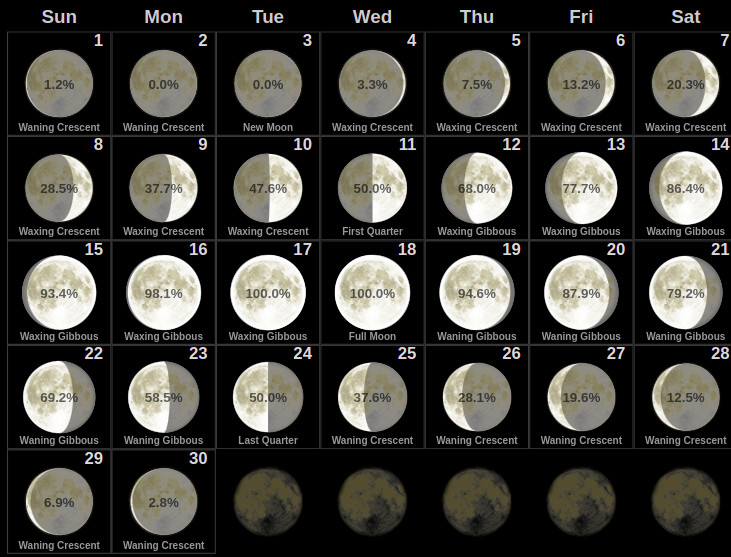 Sun Mon Tue Wed Thu Fri Sat
1 2 3 4 5 6 7
1.2% 0.0% 0.0% 3.3% 7.5% 13.2% 20.3%
Waning Crescent Waning Crescent New Moon Waxing Crescent Waxing Crescent Waxing Crescent Waxing Crescent
8 9 10 11 12 13 14
28.5% 37.7% 47.6% 50.0% 68.0% 77.7% 86.4%
Waxing Crescent Waxing Crescent Waxing Crescent First Quarter Waxing Gibbous Waxing Gibbous Waxing Gibbous
15 16 17 18 19 20 21
93.4% 98.1% 100.0% 100.0% 94.6% 87.9% 79.2%
Waxing Gibbous Waxing Gibbous Waxing Gibbous Full Moon Waning Gibbous Waning Gibbous Waning Gibbous
22 23 24 25 26 27 28
69.2% 58.5% 50.0% 37.6% 28.1% 19.6% 12.5%
Waning Gibbous Waning Gibbous Last Quarter Waning Crescent Waning Crescent Waning Crescent Waning Crescent
29 30
6.9% 2.8%
Waning Crescent Waning Crescent